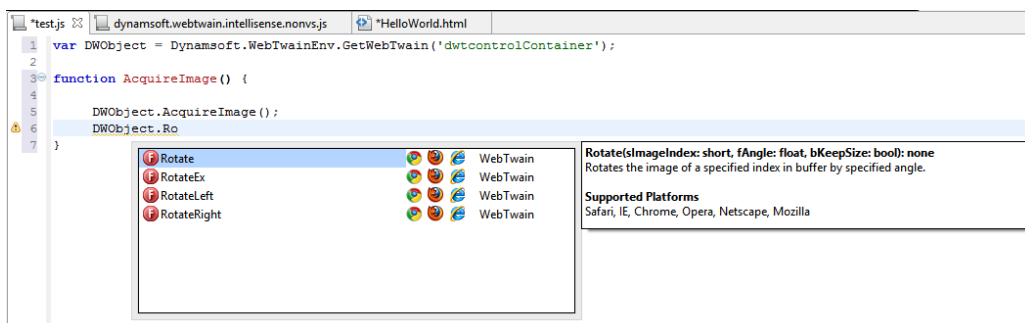 *test.js dynamsoft.webtwain.intellisense.nonvs.js *HelloWorld.html
1 var DWObject = Dynamsoft.WebTwainEnv.GetWebTwain('dwtcontrolContainer');
2
3 function AcquireImage() {
4
5 DWObject.AcquireImage();
6 DWObject.Ro
7 }
F Rotate WebTwain
F RotateEx WebTwain
F RotateLeft WebTwain
F RotateRight WebTwain
Rotate(sImageIndex: short, fAngle: float, bKeepSize: bool): none
Rotates the image of a specified index in buffer by specified angle.
Supported Platforms
Safari, IE, Chrome, Opera, Netscape, Mozilla